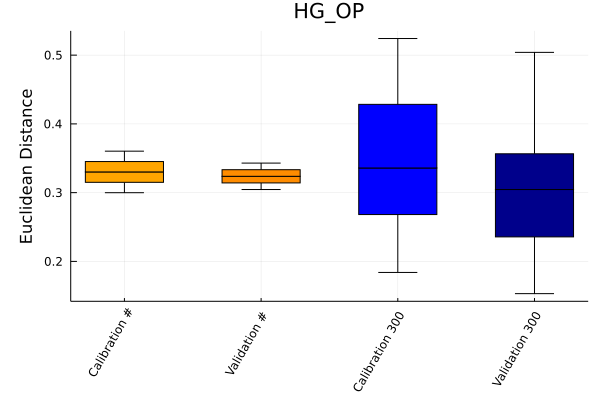 HG_OP
Euclidean Distance
0.5
0.4
0.3
0.2
Calibration #
Validation #
Calibration 300
Validation 300